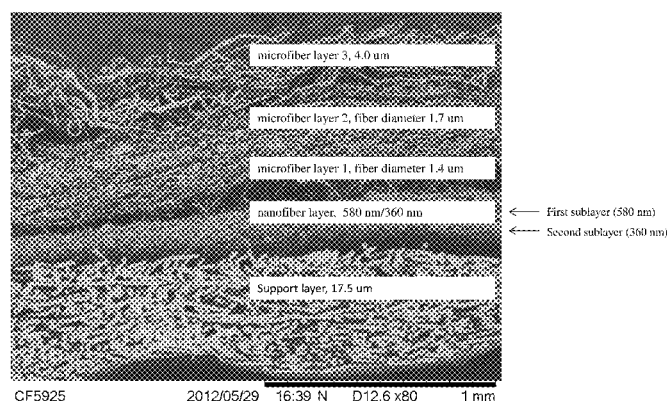 microfiber layer 3, 4.0 um
microfiber layer 2, fiber diameter 1.7 um
microfiber layer 1, fiber diameter 1.4 um
nanofiber layer, 580 nm/360 nm
First sublayer (580 nm)
Second sublayer (360 nm)
Support layer, 17.5 um
CF5925 2012/05/29 16:39 N D12.6 x80 1 mm